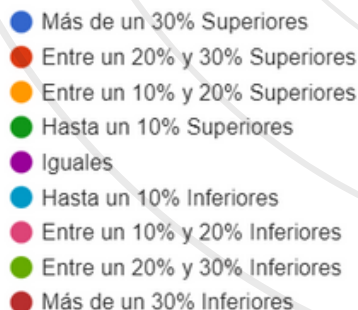 Más de un 30% Superiores
Entre un 20% y 30% Superiores
Entre un 10% y 20% Superiores
Hasta un 10% Superiores
Iguales
Hasta un 10% Inferiores
Entre un 10% y 20% Inferiores
Entre un 20% y 30% Inferiores
Más de un 30% Inferiores